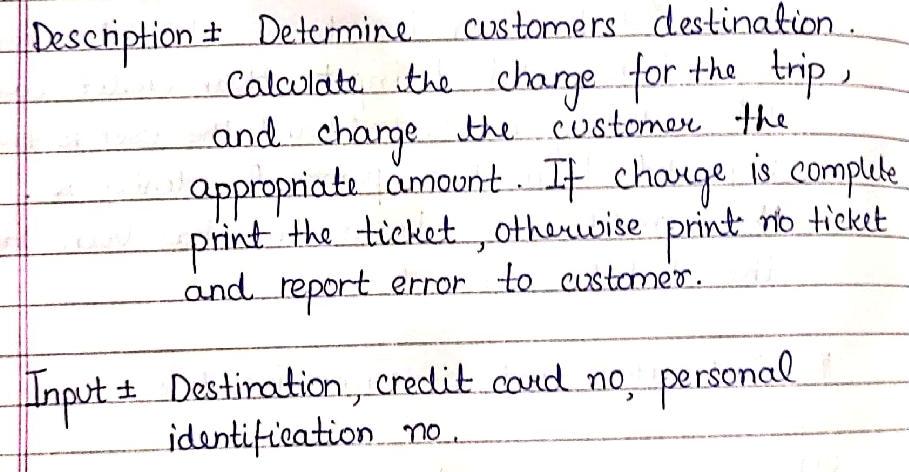 Description :- Determine customers destination.
Calculate the charge for the trip,
and charge the customer the
appropriate amount. If charge is complete
print the ticket, otherwise print no ticket
and report error to customer.
Input :- Destination, credit card no, personal
identification no.